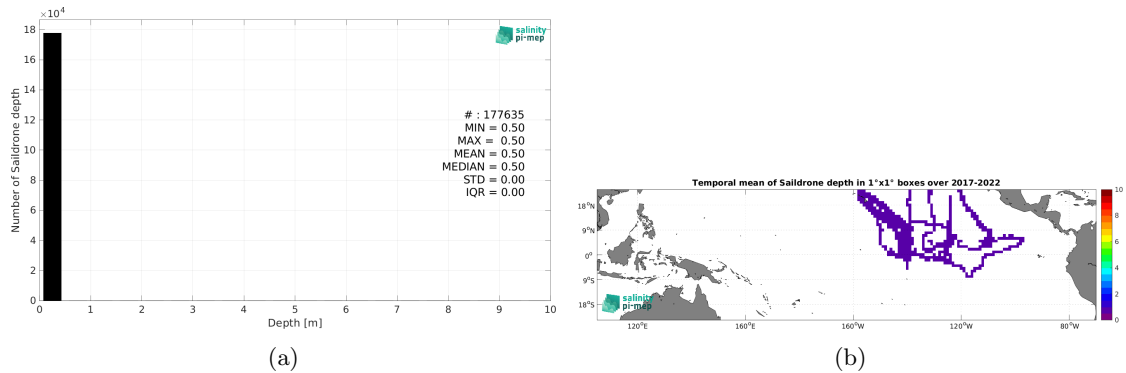 ×10⁴
18
16
14
12
10
8
6
4
2
0
Number of Saildrone depth
salinity
pi-mep
# : 177635
MIN = 0.50
MAX = 0.50
MEAN = 0.50
MEDIAN = 0.50
STD = 0.00
IQR = 0.00
0 1 2 3 4 5 6 7 8 9 10
Depth [m]
(a)
Temporal mean of Saildrone depth in 1°x1° boxes over 2017-2022
18°N
9°N
0°
9°S
18°S
salinity
pi-mep
120°E 160°E 160°W 120°W 80°W
10
8
6
4
2
0
(b)